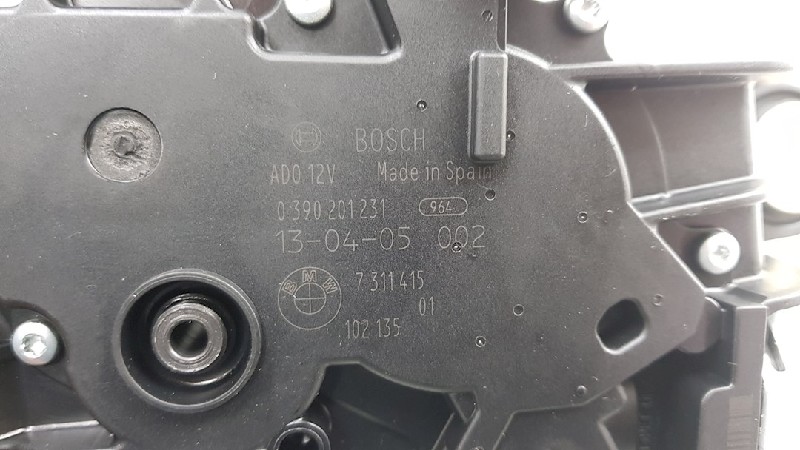 BOSCH
ADO 12V Made in Spain
0 390 201 231 964
13-04-05 002
BMW 7 311 415
01
102 135